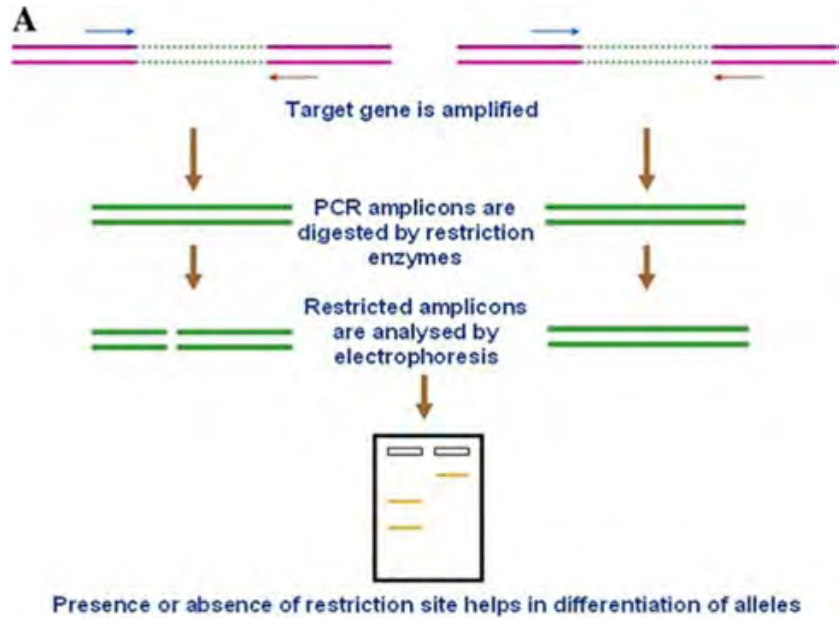 A
Target gene is amplified
PCR amplicons are
digested by restriction
enzymes
Restricted amplicons
are analysed by
electrophoresis
Presence or absence of restriction site helps in differentiation of alleles